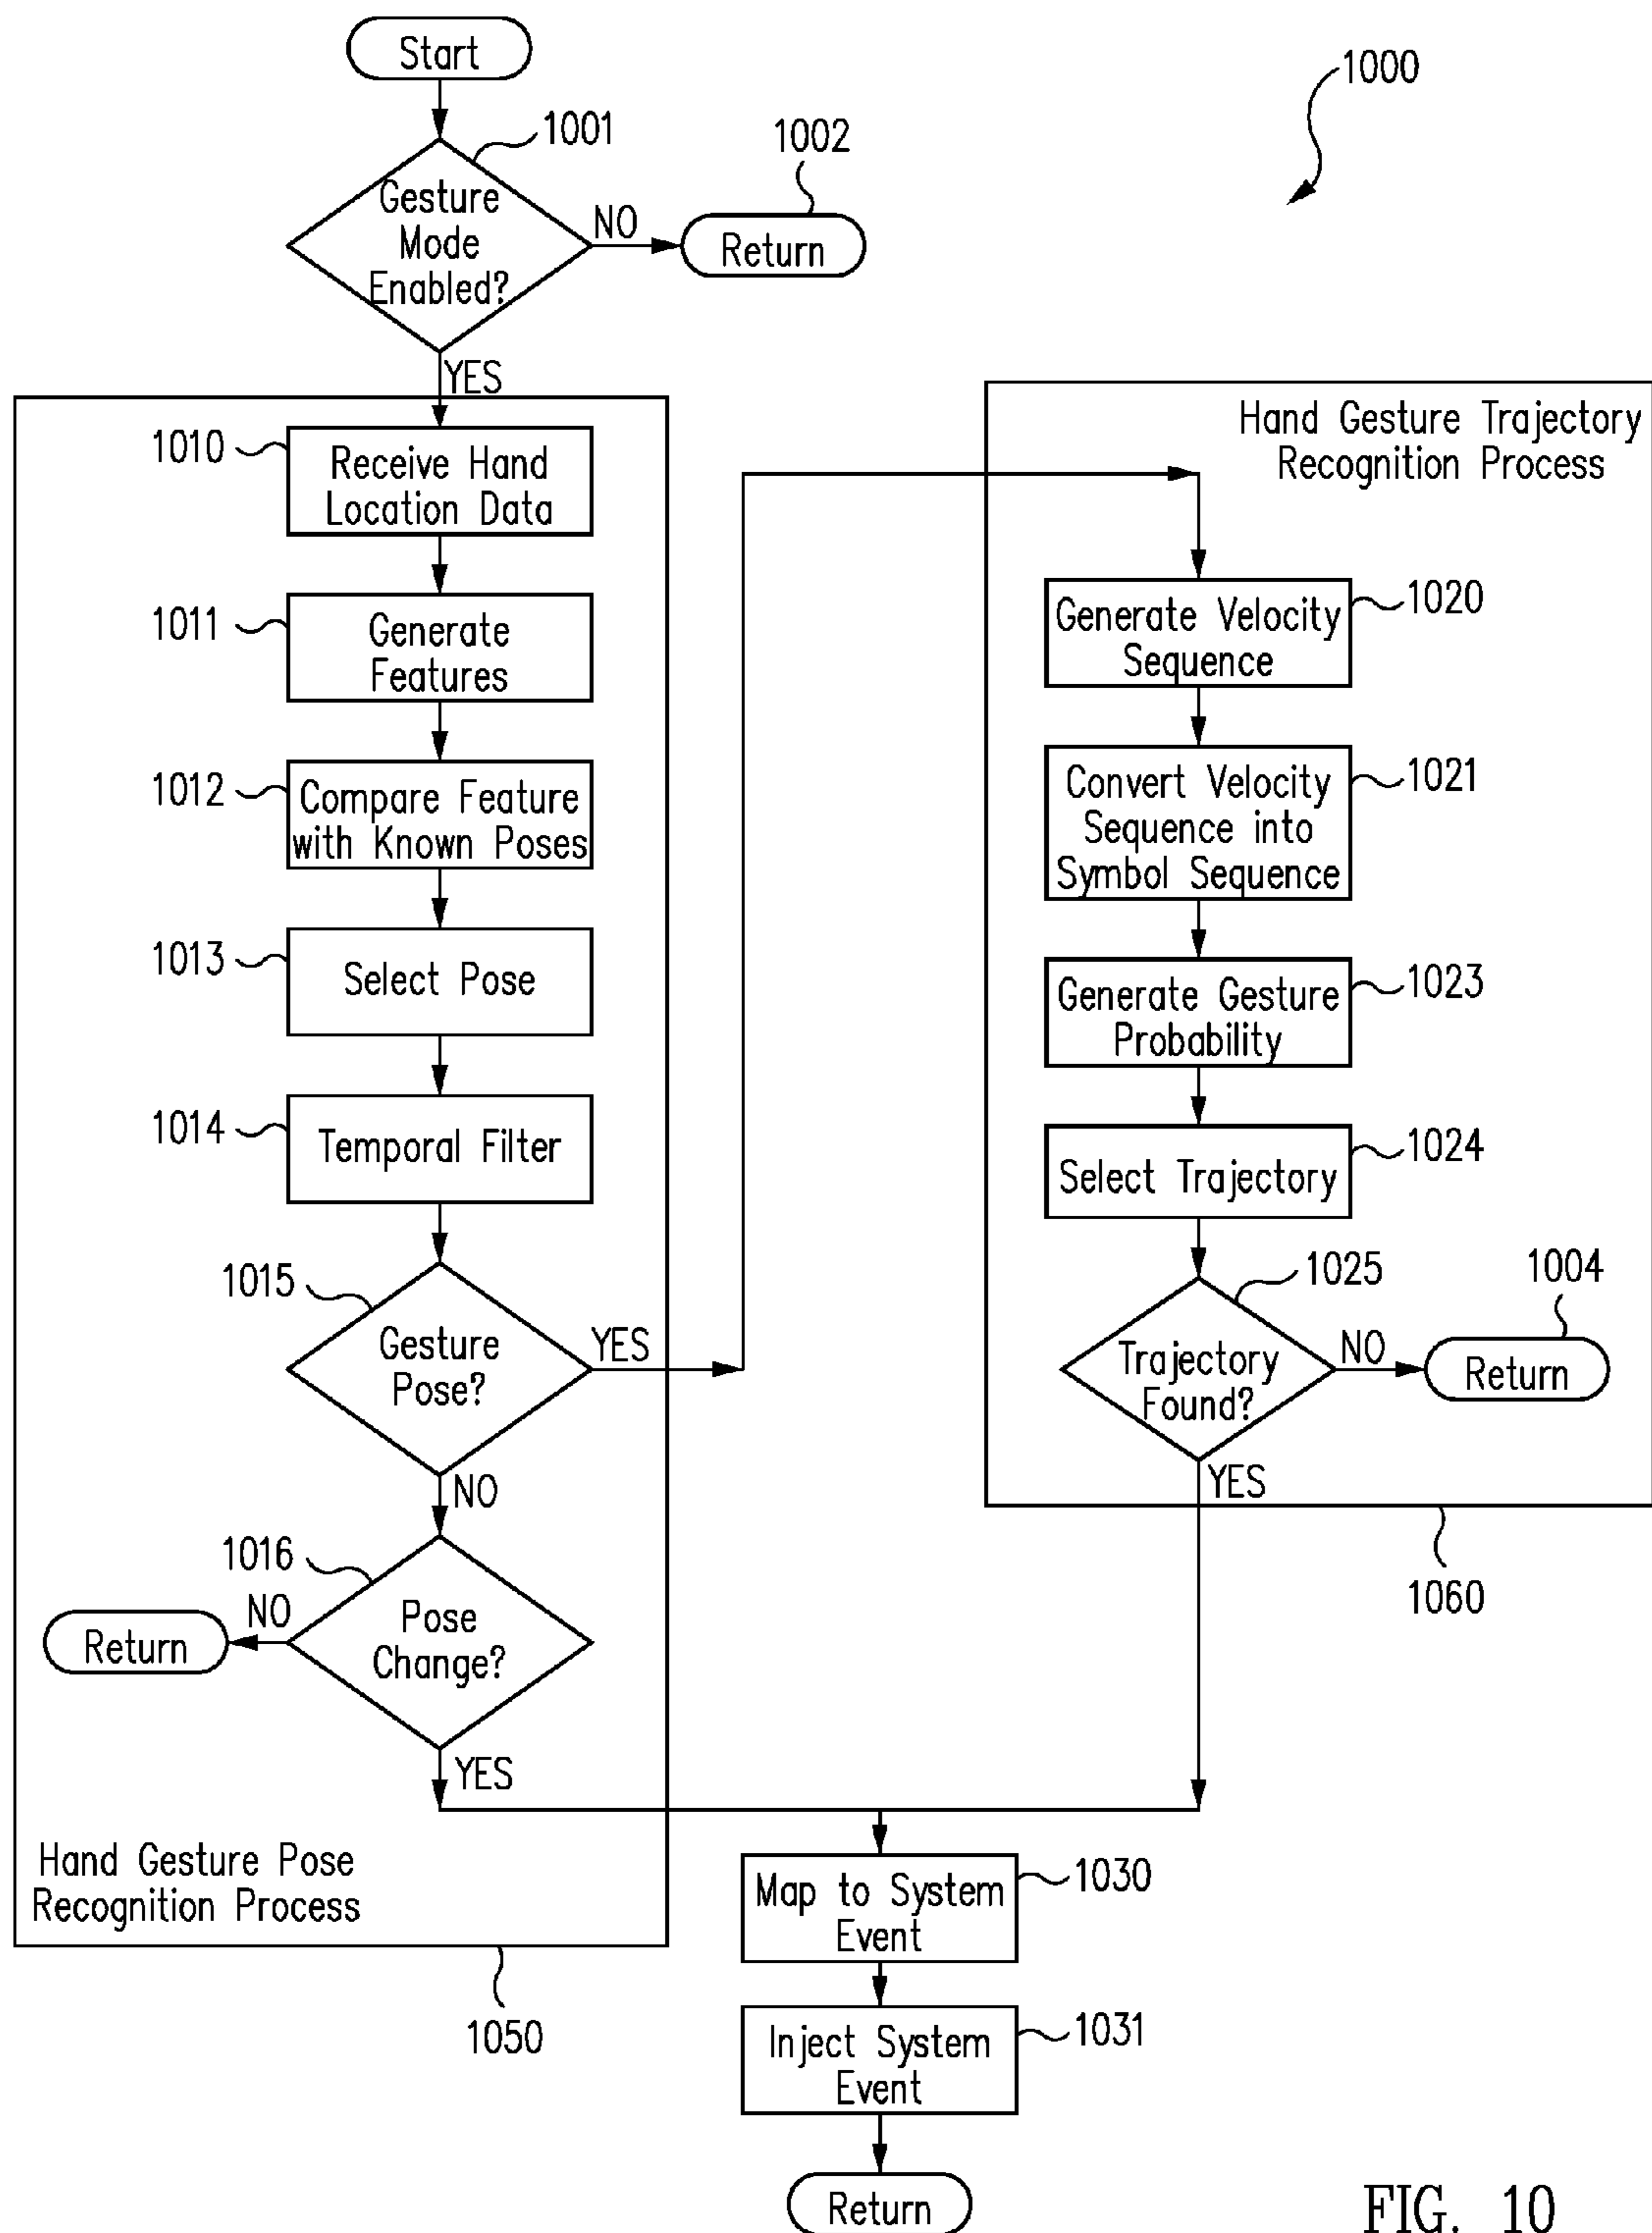 Start
1000
1001
Gesture
Mode
Enabled?
NO
1002
Return
YES
1010
Receive Hand
Location Data
1011
Generate
Features
1012
Compare Feature
with Known Poses
1013
Select Pose
1014
Temporal Filter
1015
Gesture
Pose?
YES
NO
1016
Pose
Change?
NO
Return
YES
Hand Gesture Pose
Recognition Process
1050
Hand Gesture Trajectory
Recognition Process
Generate Velocity
Sequence
1020
Convert Velocity
Sequence into
Symbol Sequence
1021
Generate Gesture
Probability
1023
Select Trajectory
1024
1025
Trajectory
Found?
NO
1004
Return
YES
1060
Map to System
Event
1030
Inject System
Event
1031
Return
FIG. 10